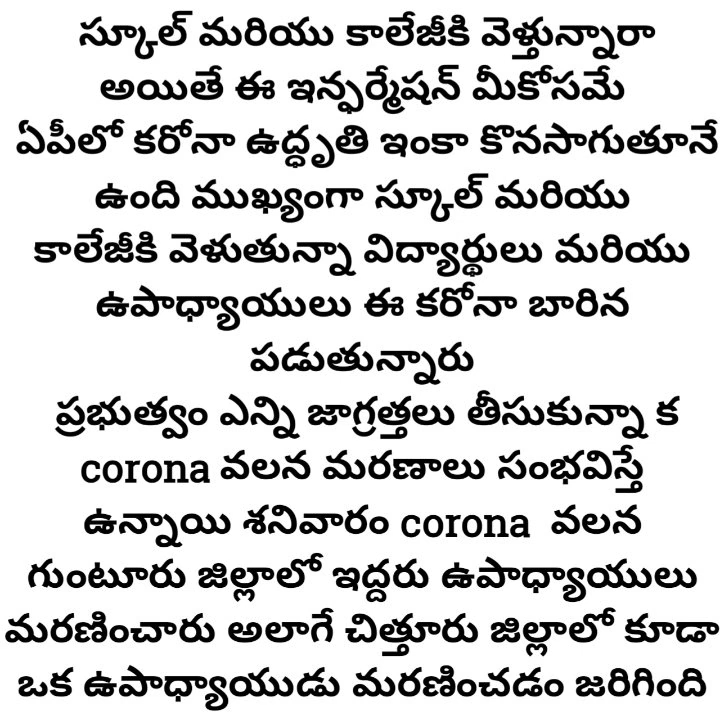 స్కూల్ మరియు కాలేజీకి వెళ్తున్నారా
అయితే ఈ ఇన్ఫర్మేషన్ మీకోసమే
ఏపీలో కరోనా ఉద్ధృతి ఇంకా కొనసాగుతూనే
ఉంది ముఖ్యంగా స్కూల్ మరియు
కాలేజీకి వెళుతున్నా విద్యార్థులు మరియు
ఉపాధ్యాయులు ఈ కరోనా బారిన
పడుతున్నారు
ప్రభుత్వం ఎన్ని జాగ్రత్తలు తీసుకున్నా క
corona వలన మరణాలు సంభవిస్తే
ఉన్నాయి శనివారం corona వలన
గుంటూరు జిల్లాలో ఇద్దరు ఉపాధ్యాయులు
మరణించారు అలాగే చిత్తూరు జిల్లాలో కూడా
ఒక ఉపాధ్యాయుడు మరణించడం జరిగింది